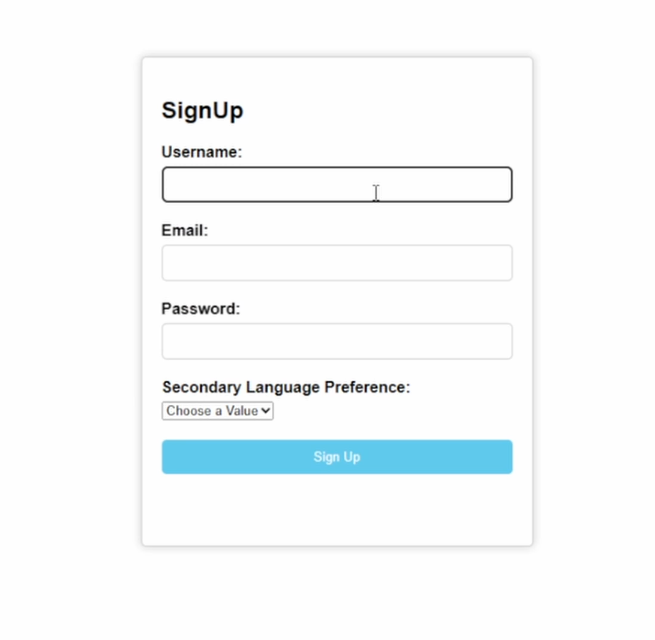 SignUp
Username:
Email:
Password:
Secondary Language Preference:
Choose a Value
Sign Up